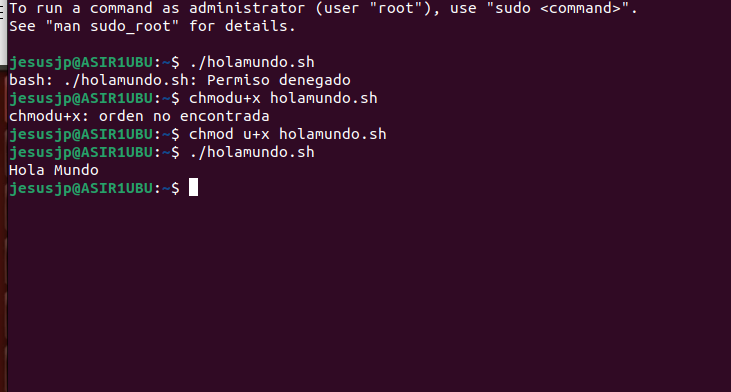 To run a command as administrator (user "root"), use "sudo <command>".
See "man sudo_root" for details.
jesusjp@ASIR1UBU:~$ ./holamundo.sh
bash: ./holamundo.sh: Permiso denegado
jesusjp@ASIR1UBU:~$ chmodu+x holamundo.sh
chmodu+x: orden no encontrada
jesusjp@ASIR1UBU:~$ chmod u+x holamundo.sh
jesusjp@ASIR1UBU:~$ ./holamundo.sh
Hola Mundo
jesusjp@ASIR1UBU:~$